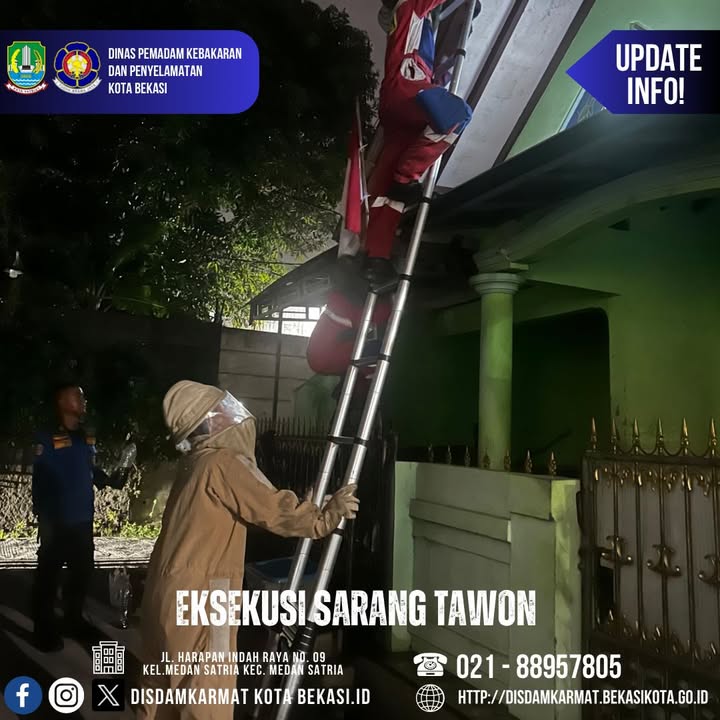 DINAS PEMADAM KEBAKARAN
DAN PENYELAMATAN
KOTA BEKASI
UPDATE
INFO!
EKSEKUSI SARANG TAWON
JL. HARAPAN INDAH RAYA NO. 09
KEL.MEDAN SATRIA KEC. MEDAN SATRIA
021 - 88957805
DISDAMKARMAT KOTA BEKASI.ID
HTTP://DISDAMKARMAT.BEKASIKOTA.GO.ID